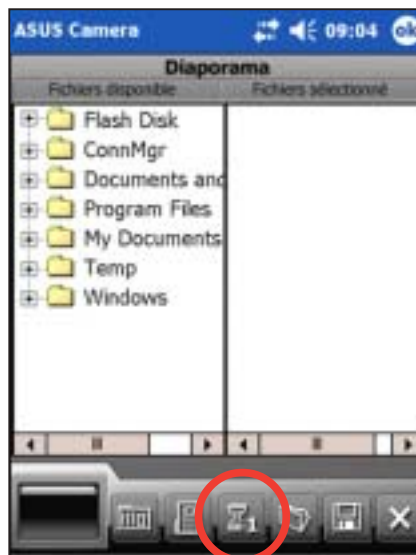 ASUS Camera 09:04 ok
Diaporama
Fichiers disponible Fichiers sélectionné
Flash Disk
ConnMgr
Documents and
Program Files
My Documents
Temp
Windows
1